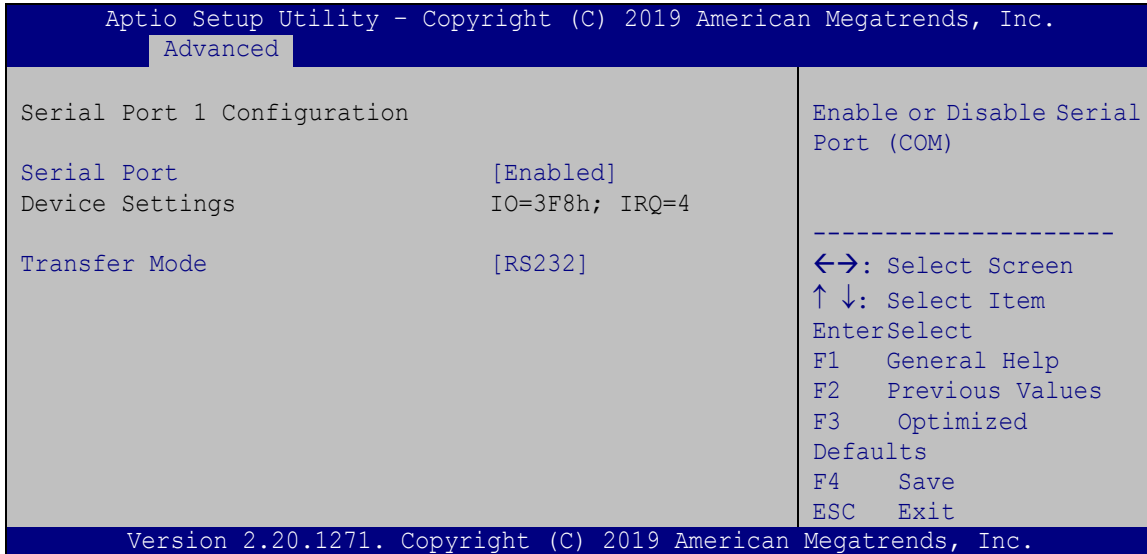 Aptio Setup Utility – Copyright (C) 2019 American Megatrends, Inc.
Advanced
Serial Port 1 Configuration
Serial Port [Enabled]
Device Settings IO=3F8h; IRQ=4
Transfer Mode [RS232]
Enable or Disable Serial
Port (COM)
---------------------
←→: Select Screen
↑ ↓: Select Item
EnterSelect
F1 General Help
F2 Previous Values
F3 Optimized
Defaults
F4 Save
ESC Exit
Version 2.20.1271. Copyright (C) 2019 American Megatrends, Inc.